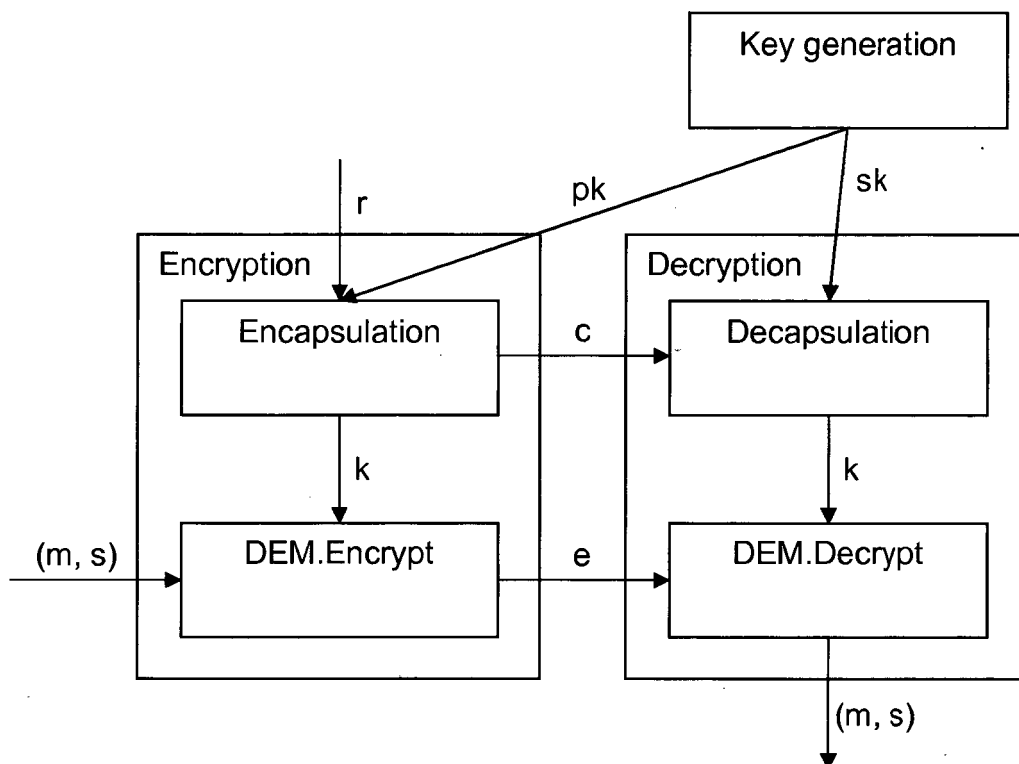 Key generation
pk
sk
r
Encryption
Decryption
Encapsulation
c
Decapsulation
k
k
(m, s)
DEM.Encrypt
e
DEM.Decrypt
(m, s)